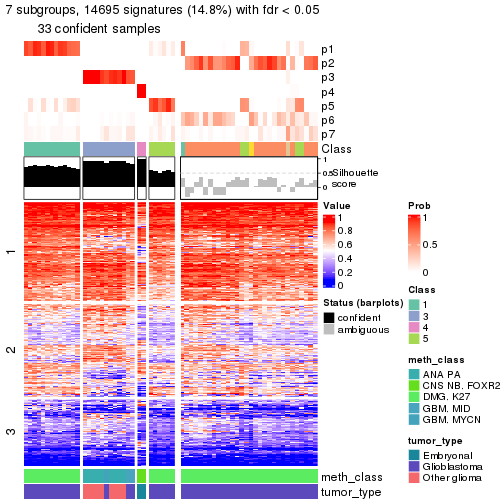 7 subgroups, 14695 signatures (14.8%) with fdr < 0.05
33 confident samples
p1
p2
p3
p4
p5
p6
p7
Class
1
0.5
0
Silhouette
score
1
2
3
meth_class
tumor_type
Value
1
0.8
0.6
0.4
0.2
0
Status (barplots)
confident
ambiguous
Prob
1
0.5
0
Class
1
3
4
5
meth_class
ANA PA
CNS NB. FOXR2
DMG. K27
GBM. MID
GBM. MYCN
tumor_type
Embryonal
Glioblastoma
Other glioma